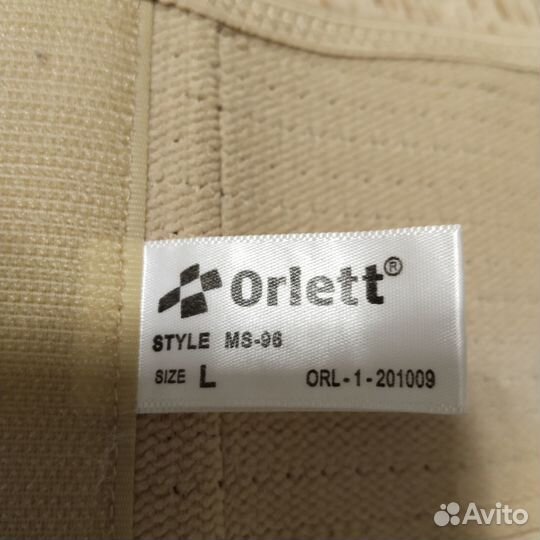 Orlett®
STYLE MS-96
SIZE L ORL-1-201009
Avito